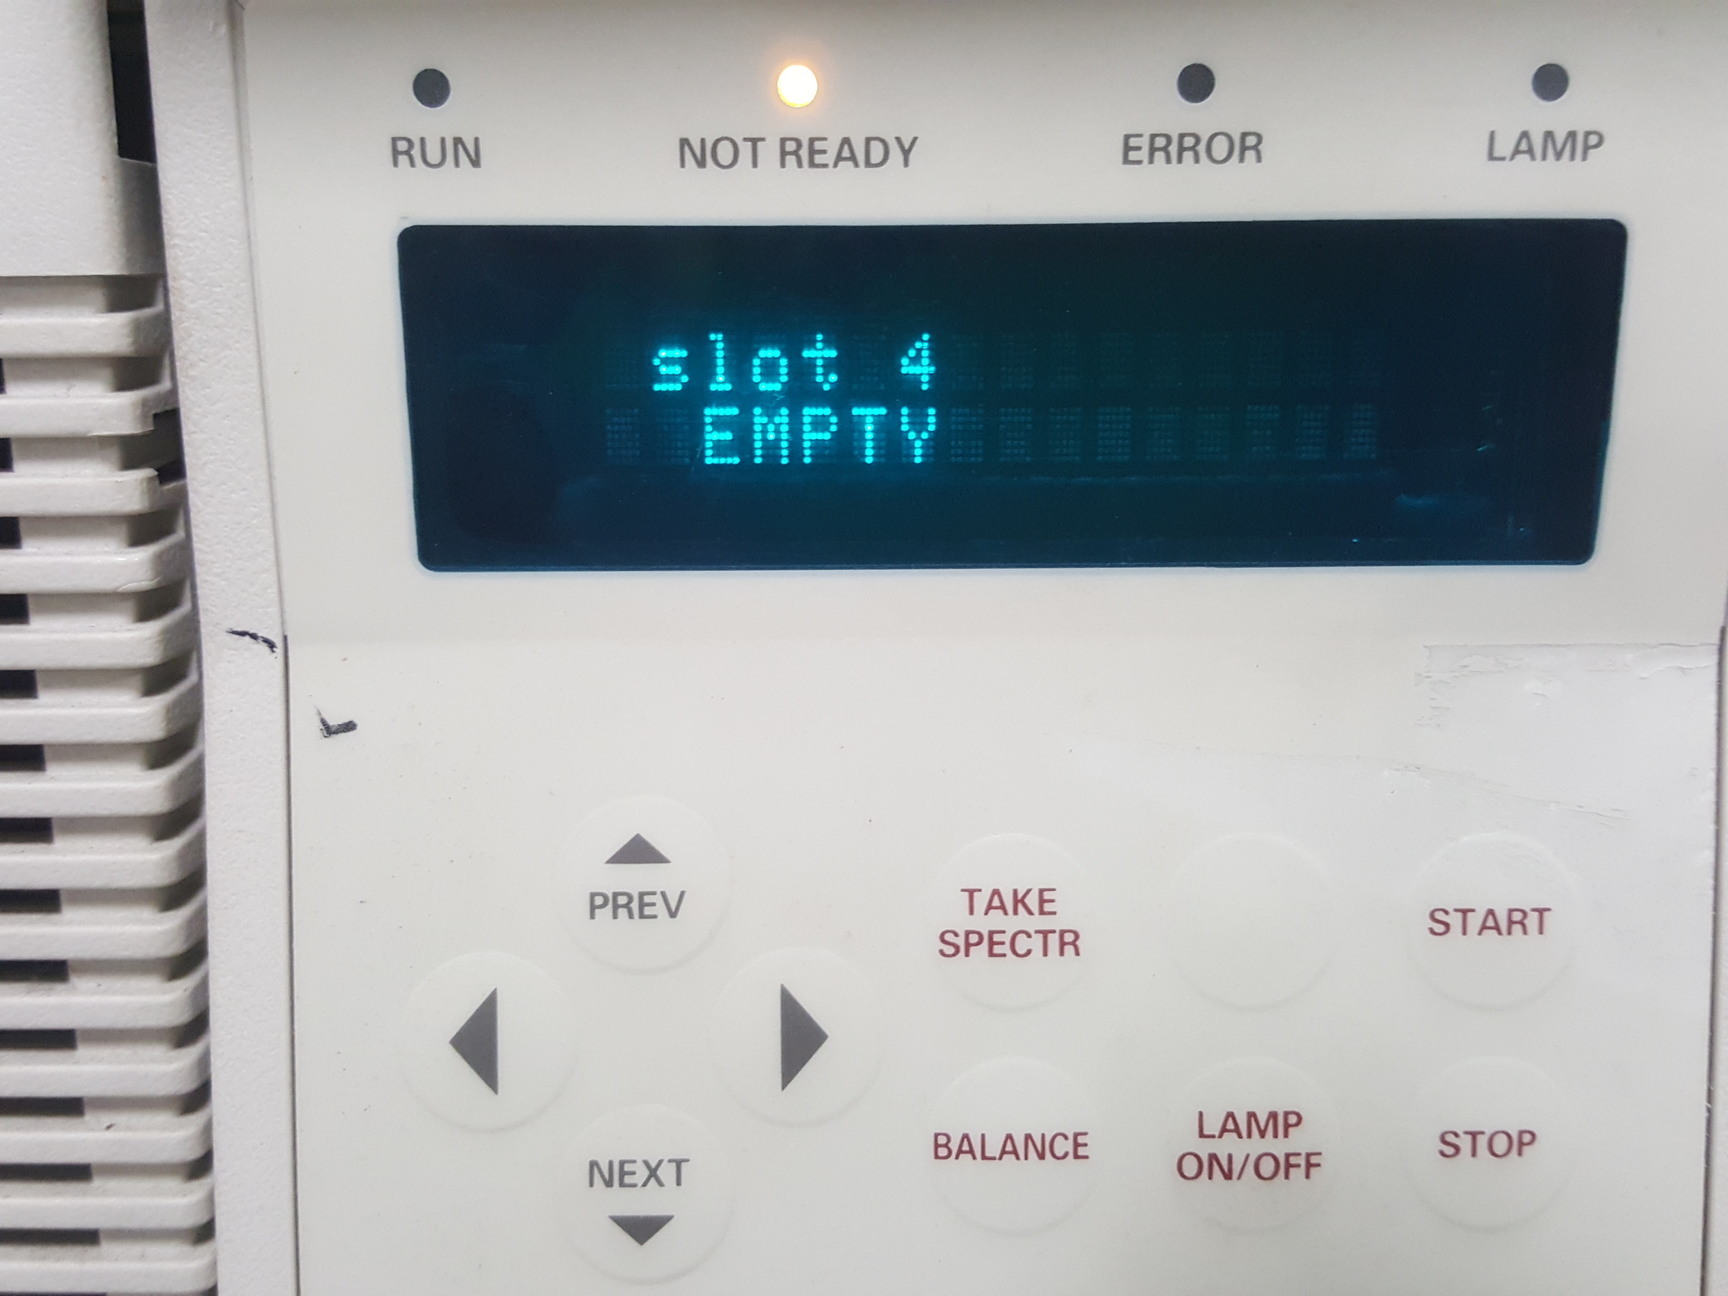 RUN NOT READY ERROR LAMP
slot 4
EMPTY
PREV
TAKE
SPECTR
START
BALANCE
LAMP
ON/OFF
STOP
NEXT